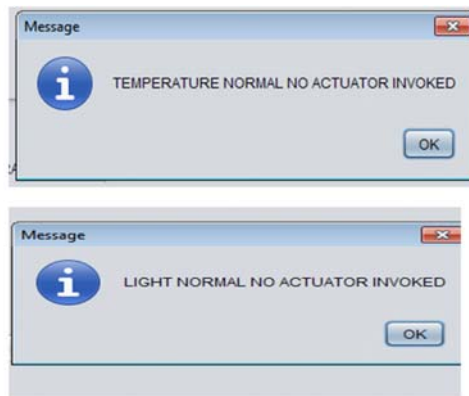 Message
TEMPERATURE NORMAL NO ACTUATOR INVOKED
OK
Message
LIGHT NORMAL NO ACTUATOR INVOKED
OK